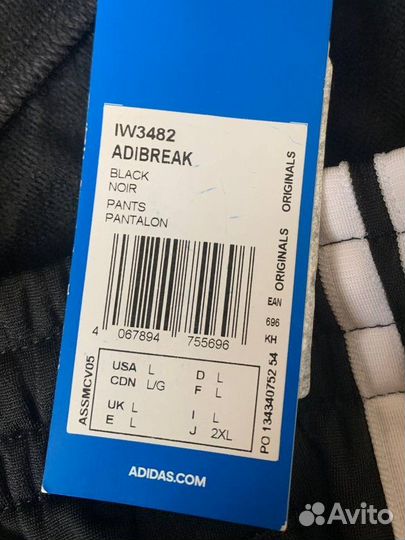 IW3482
ADIBREAK
BLACK
NOIR
PANTS
PANTALON
4 067894 755696
ORIGINALS
ORIGINALS
EAN
696
KH
PO 134340752 54
ASSMCV05
USA L D L
CDN L/G F L
UK L I L
E L J 2XL
ADIDAS.COM
Avito